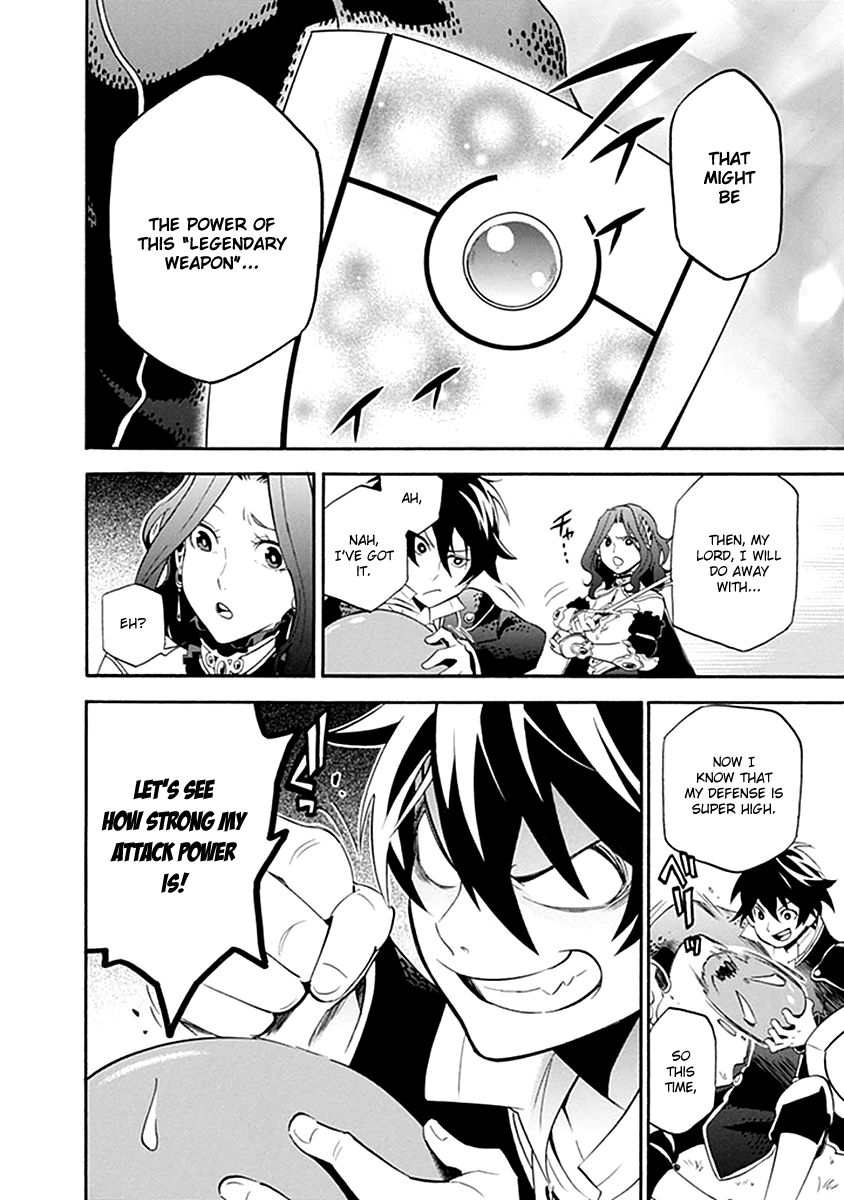 THAT
MIGHT
BE
THE POWER OF
THIS "LEGENDARY
WEAPON"...
THEN, MY
LORD, I WILL
DO AWAY
WITH...
チャ...
AH,
NAH,
I'VE GOT
IT.
EH?
NOW I
KNOW THAT
MY DEFENSE IS
SUPER HIGH.
SO
THIS
TIME,
LET'S SEE
HOW STRONG MY
ATTACK POWER
IS!